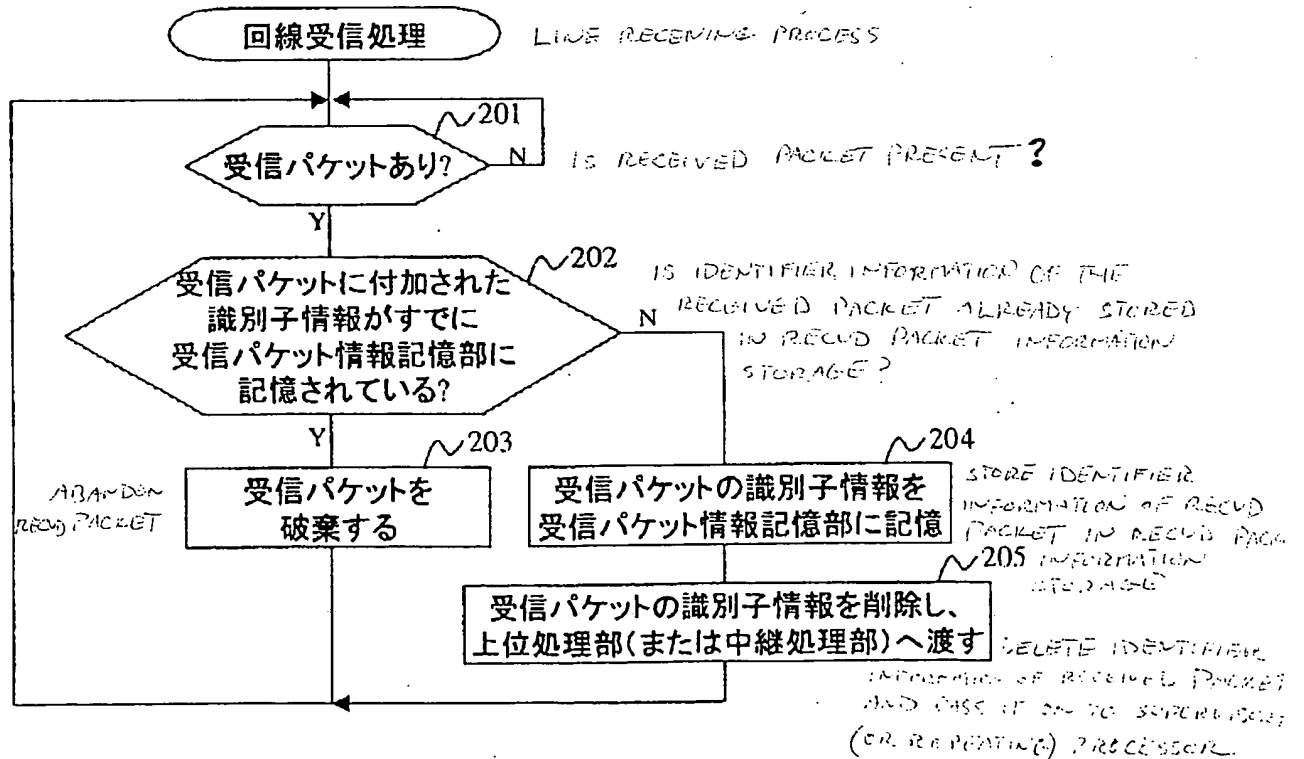 回線受信処理
LINE RECEIVING PROCESS
201
受信パケットあり?
N
IS RECEIVED PACKET PRESENT?
Y
202
受信パケットに付加された
識別子情報がすでに
受信パケット情報記憶部に
記憶されている?
N
IS IDENTIFIER INFORMATION OF THE
RECEIVED PACKET ALREADY STORED
IN RECVD PACKET INFORMATION
STORAGE?
Y
203
受信パケットを
破棄する
ABANDON
RECVD PACKET
204
受信パケットの識別子情報を
受信パケット情報記憶部に記憶
STORE IDENTIFIER
INFORMATION OF RECVD
PACKET IN RECVD PACK
INFORMATION
STORAGE
205
受信パケットの識別子情報を削除し、
上位処理部(または中継処理部)へ渡す
DELETE IDENTIFIER
INFORMATION OF RECEIVED PACKET
AND PASS IT ON TO
(OR REPEATING) PROCESSOR.